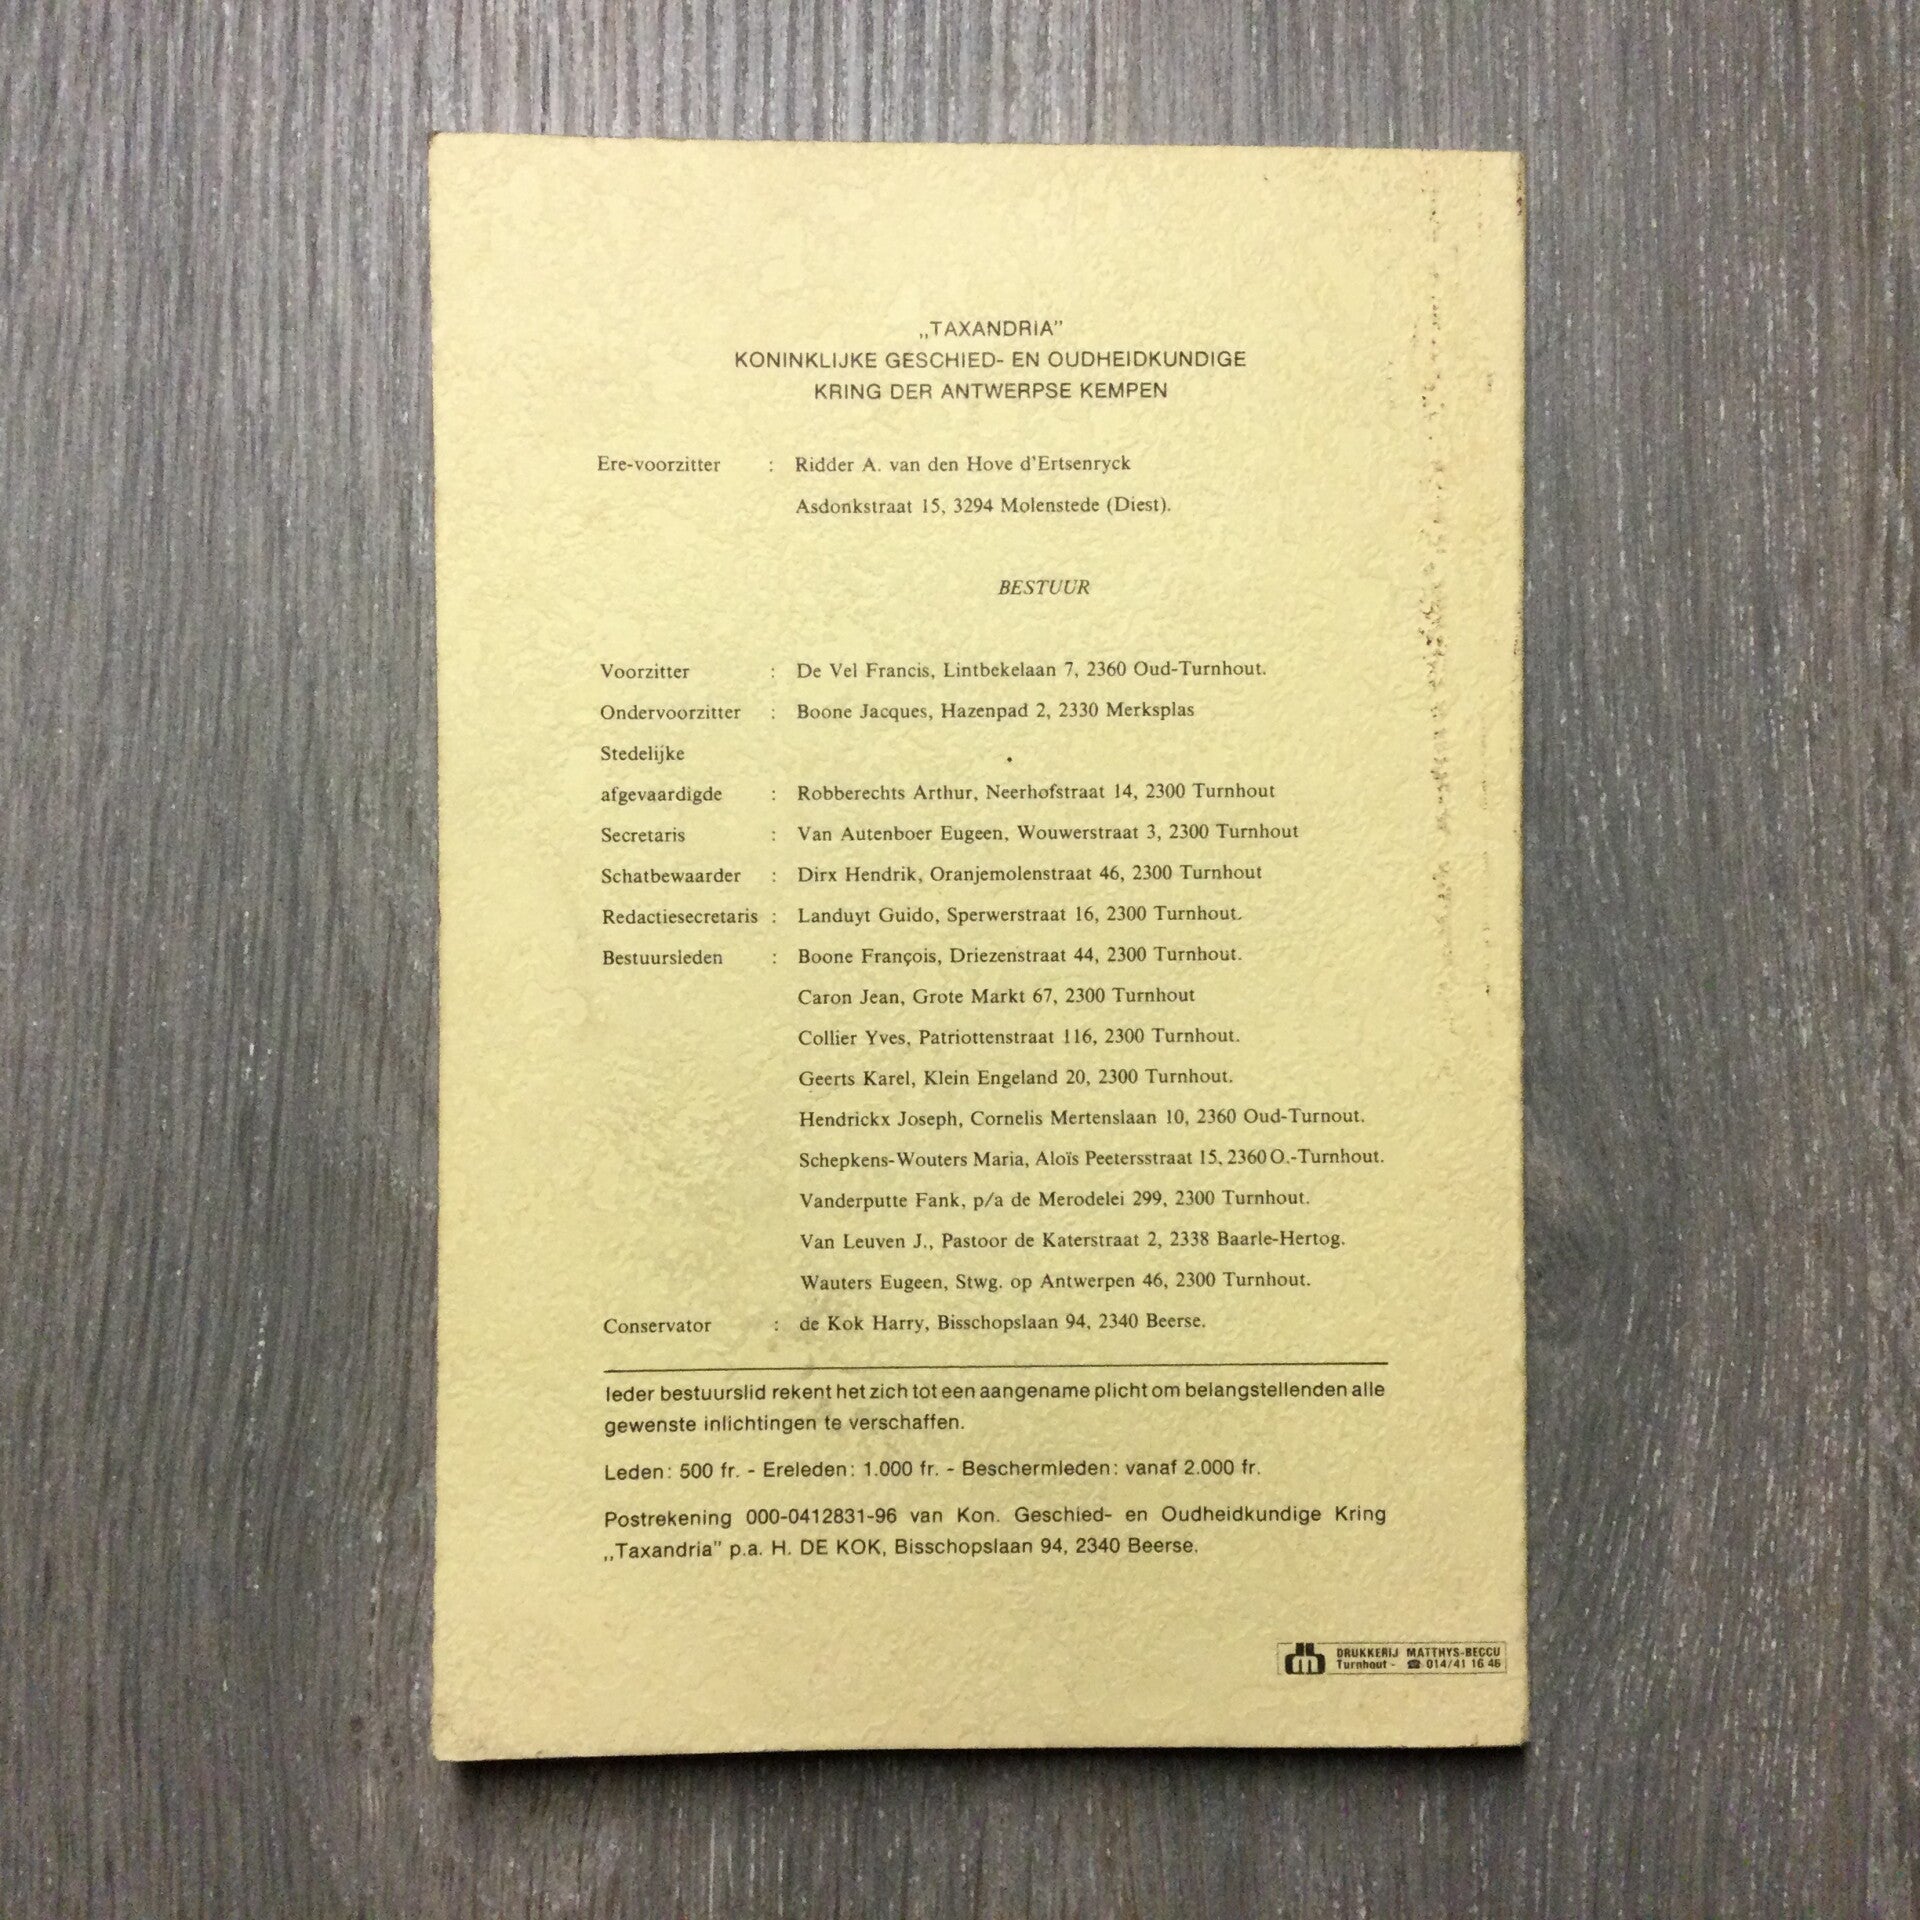 „TAXANDRIA”
KONINKLIJKE GESCHIED- EN OUDHEIDKUNDIGE
KRING DER ANTWERPSE KEMPEN
Ere-voorzitter : Ridder A. van den Hove d'Ertsenryck
Asdonkstraat 15, 3294 Molenstede (Diest).
BESTUUR
Voorzitter : De Vel Francis, Lintbekelaan 7, 2360 Oud-Turnhout.
Ondervoorzitter : Boone Jacques, Hazenpad 2, 2330 Merksplas
Stedelijke
afgevaardigde : Robberechts Arthur, Neerhofstraat 14, 2300 Turnhout
Secretaris : Van Autenboer Eugeen, Wouwerstraat 3, 2300 Turnhout
Schatbewaarder : Dirx Hendrik, Oranjemolenstraat 46, 2300 Turnhout
Redactiesecretaris : Landuyt Guido, Sperwerstraat 16, 2300 Turnhout.
Bestuursleden : Boone François, Driezenstraat 44, 2300 Turnhout.
Caron Jean, Grote Markt 67, 2300 Turnhout
Collier Yves, Patriottenstraat 116, 2300 Turnhout.
Geerts Karel, Klein Engeland 20, 2300 Turnhout.
Hendrickx Joseph, Cornelis Mertenslaan 10, 2360 Oud-Turnout.
Schepkens-Wouters Maria, Aloïs Peetersstraat 15, 2360 O.-Turnhout.
Vanderputte Fank, p/a de Merodelei 299, 2300 Turnhout.
Van Leuven J., Pastoor de Katerstraat 2, 2338 Baarle-Hertog.
Wauters Eugeen, Stwg. op Antwerpen 46, 2300 Turnhout.
Conservator : de Kok Harry, Bisschopslaan 94, 2340 Beerse.
Ieder bestuurslid rekent het zich tot een aangename plicht om belangstellenden alle
gewenste inlichtingen te verschaffen.
Leden: 500 fr. - Ereleden: 1.000 fr. - Beschermleden: vanaf 2.000 fr.
Postrekening 000-0412831-96 van Kon. Geschied- en Oudheidkundige Kring
„Taxandria” p.a. H. DE KOK, Bisschopslaan 94, 2340 Beerse.
DRUKKERIJ MATTHYS-BECCU
Turnhout - ☎ 014/41 16 46